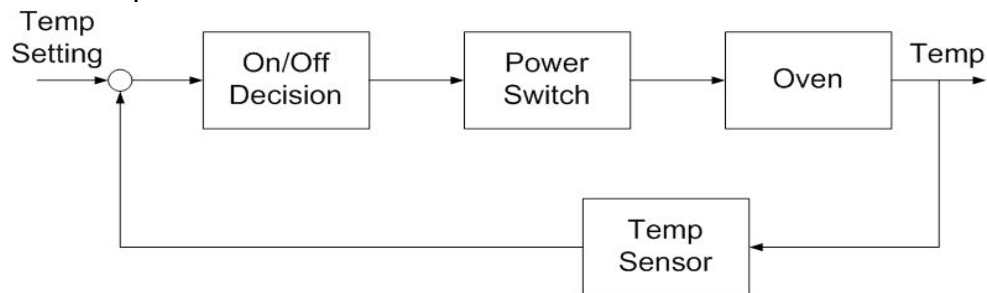 Temp
Setting
On/Off
Decision
Power
Switch
Oven
Temp
Temp
Sensor